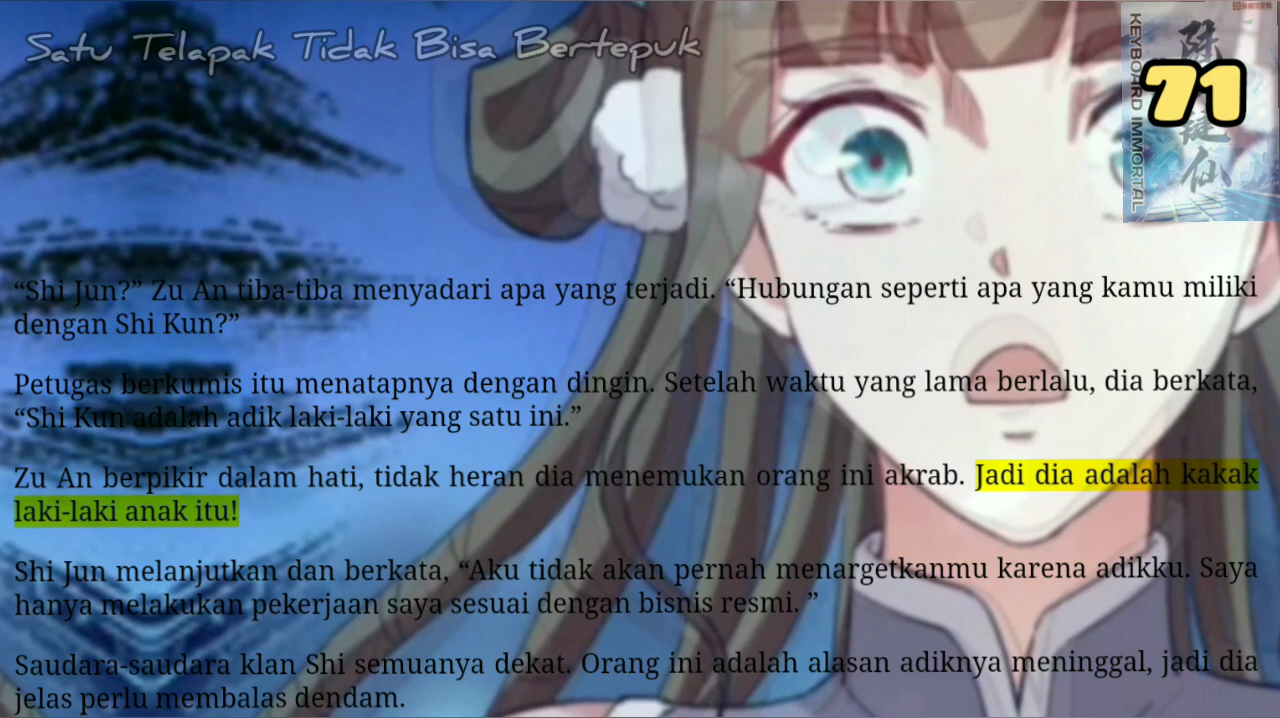 Satu Telapak Tidak Bisa Bertepuk
71
KEYBOARD IMMORTAL
“Shi Jun?” Zu An tiba-tiba menyadari apa yang terjadi. “Hubungan seperti apa yang kamu miliki
dengan Shi Kun?”
Petugas berkumis itu menatapnya dengan dingin. Setelah waktu yang lama berlalu, dia berkata,
“Shi Kun adalah adik laki-laki yang satu ini.”
Zu An berpikir dalam hati, tidak heran dia menemukan orang ini akrab. Jadi dia adalah kakak
laki-laki anak itu!
Shi Jun melanjutkan dan berkata, “Aku tidak akan pernah menargetkanmu karena adikku. Saya
hanya melakukan pekerjaan saya sesuai dengan bisnis resmi. ”
Saudara-saudara klan Shi semuanya dekat. Orang ini adalah alasan adiknya meninggal, jadi dia
jelas perlu membalas dendam.